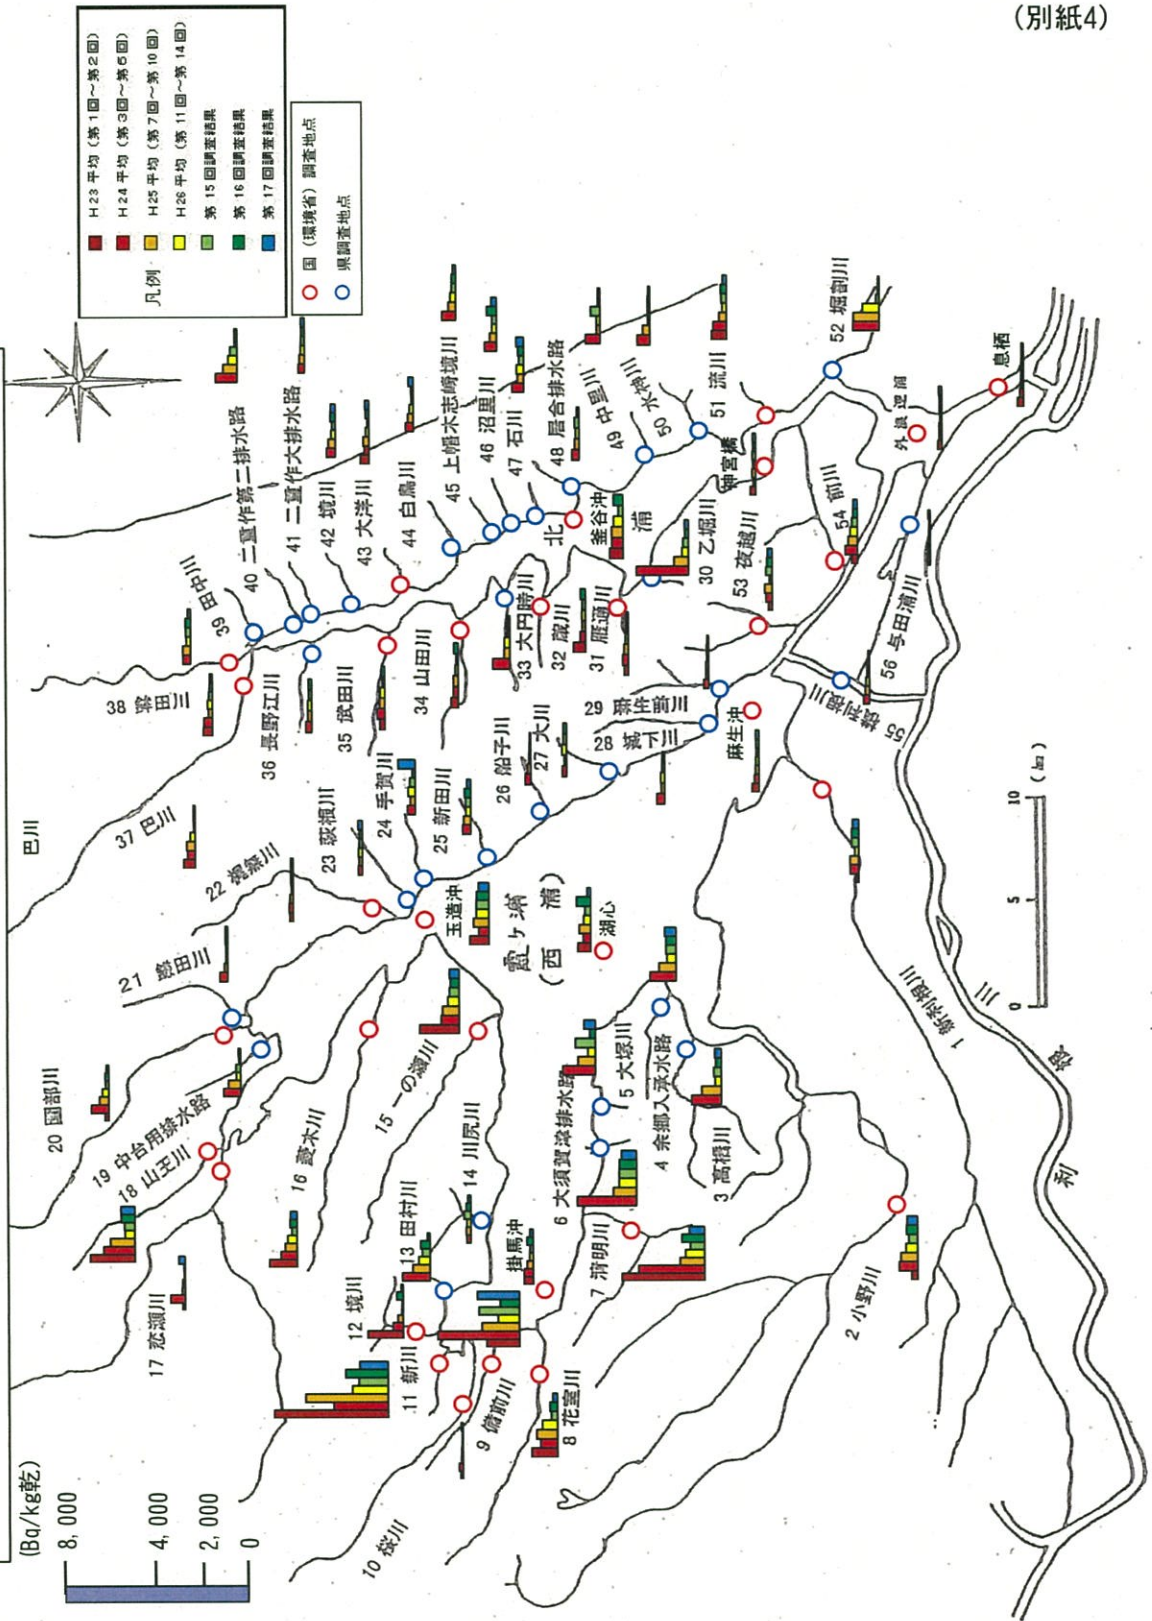 (別紙4)
凡例
H23平均(第1回~第2回)
H24平均(第3回~第6回)
H25平均(第7回~第10回)
H26平均(第11回~第14回)
第15回調査結果
第16回調査結果
第17回調査結果
国(環境省)調査地点
県調査地点
(Bq/kg乾)
8,000
4,000
2,000
0
1 新利根川
2 小野川
3 高橋川
4 余郷入承水路
5 大塚川
6 大須賀津排水路
7 清明川
8 花室川
9 備前川
10 桜川
11 新川
12 境川
13 田村川
14 川尻川
15 一の瀬川
16 菱木川
17 恋瀬川
18 山王川
19 中台用排水路
20 園部川
21 鎌田川
22 梶無川
23 萩根川
24 手賀川
25 新田川
26 船子川
27 大川
28 城下川
29 麻生前川
30 乙堀川
31 雁通川
32 蔵川
33 大円時川
34 山田川
35 武田川
36 長野江川
37 巴川
38 鉾田川
39 田中川
40 二重作第二排水路
41 二重作大排水路
42 境川
43 大洋川
44 白鳥川
45 上幡木志崎境川
46 沼里川
47 石川
48 居合排水路
49 中里川
50 水神川
51 流川
52 堀割川
53 夜越川
54 前川
55 横利根川
56 与田浦川
巴川
掛馬沖
玉造沖
湖心
麻生沖
釜谷沖
神宮橋
外浪逆浦
息栖
霞ヶ浦
(西浦)
北
浦
利
根
川
0
5
10
(㎞)